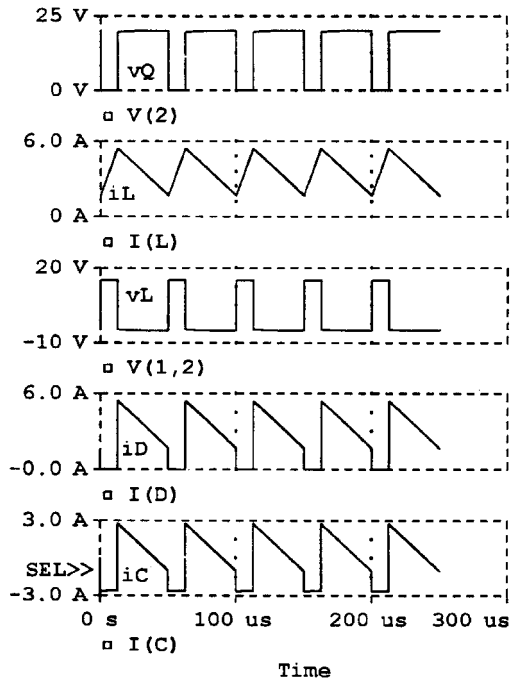 25 V
vQ
0 V
▫ V(2)
6.0 A
iL
0 A
▫ I(L)
20 V
vL
-10 V
▫ V(1,2)
6.0 A
iD
-0.0 A
▫ I(D)
3.0 A
SEL>>
iC
-3.0 A
0 s 100 us 200 us 300 us
▫ I(C)
Time